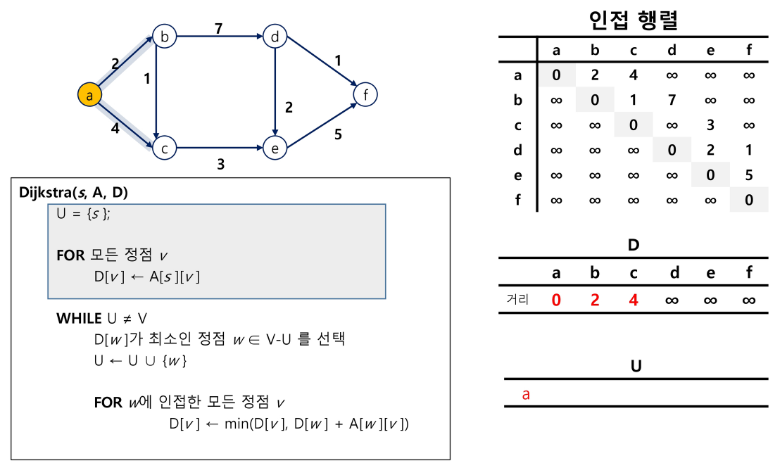 b
7
d
2
1
1
a
f
2
4
5
c
3
e
Dijkstra(s, A, D)
U = {s};
FOR 모든 정점 v
D[v] ← A[s][v]
WHILE U ≠ V
D[w]가 최소인 정점 w ∈ V-U 를 선택
U ← U ∪ {w}
FOR w에 인접한 모든 정점 v
D[v] ← min(D[v], D[w] + A[w][v])
인접 행렬
a b c d e f
a 0 2 4 ∞ ∞ ∞
b ∞ 0 1 7 ∞ ∞
c ∞ ∞ 0 ∞ 3 ∞
d ∞ ∞ ∞ 0 2 1
e ∞ ∞ ∞ ∞ 0 5
f ∞ ∞ ∞ ∞ ∞ 0
D
a b c d e f
거리 0 2 4 ∞ ∞ ∞
U
a